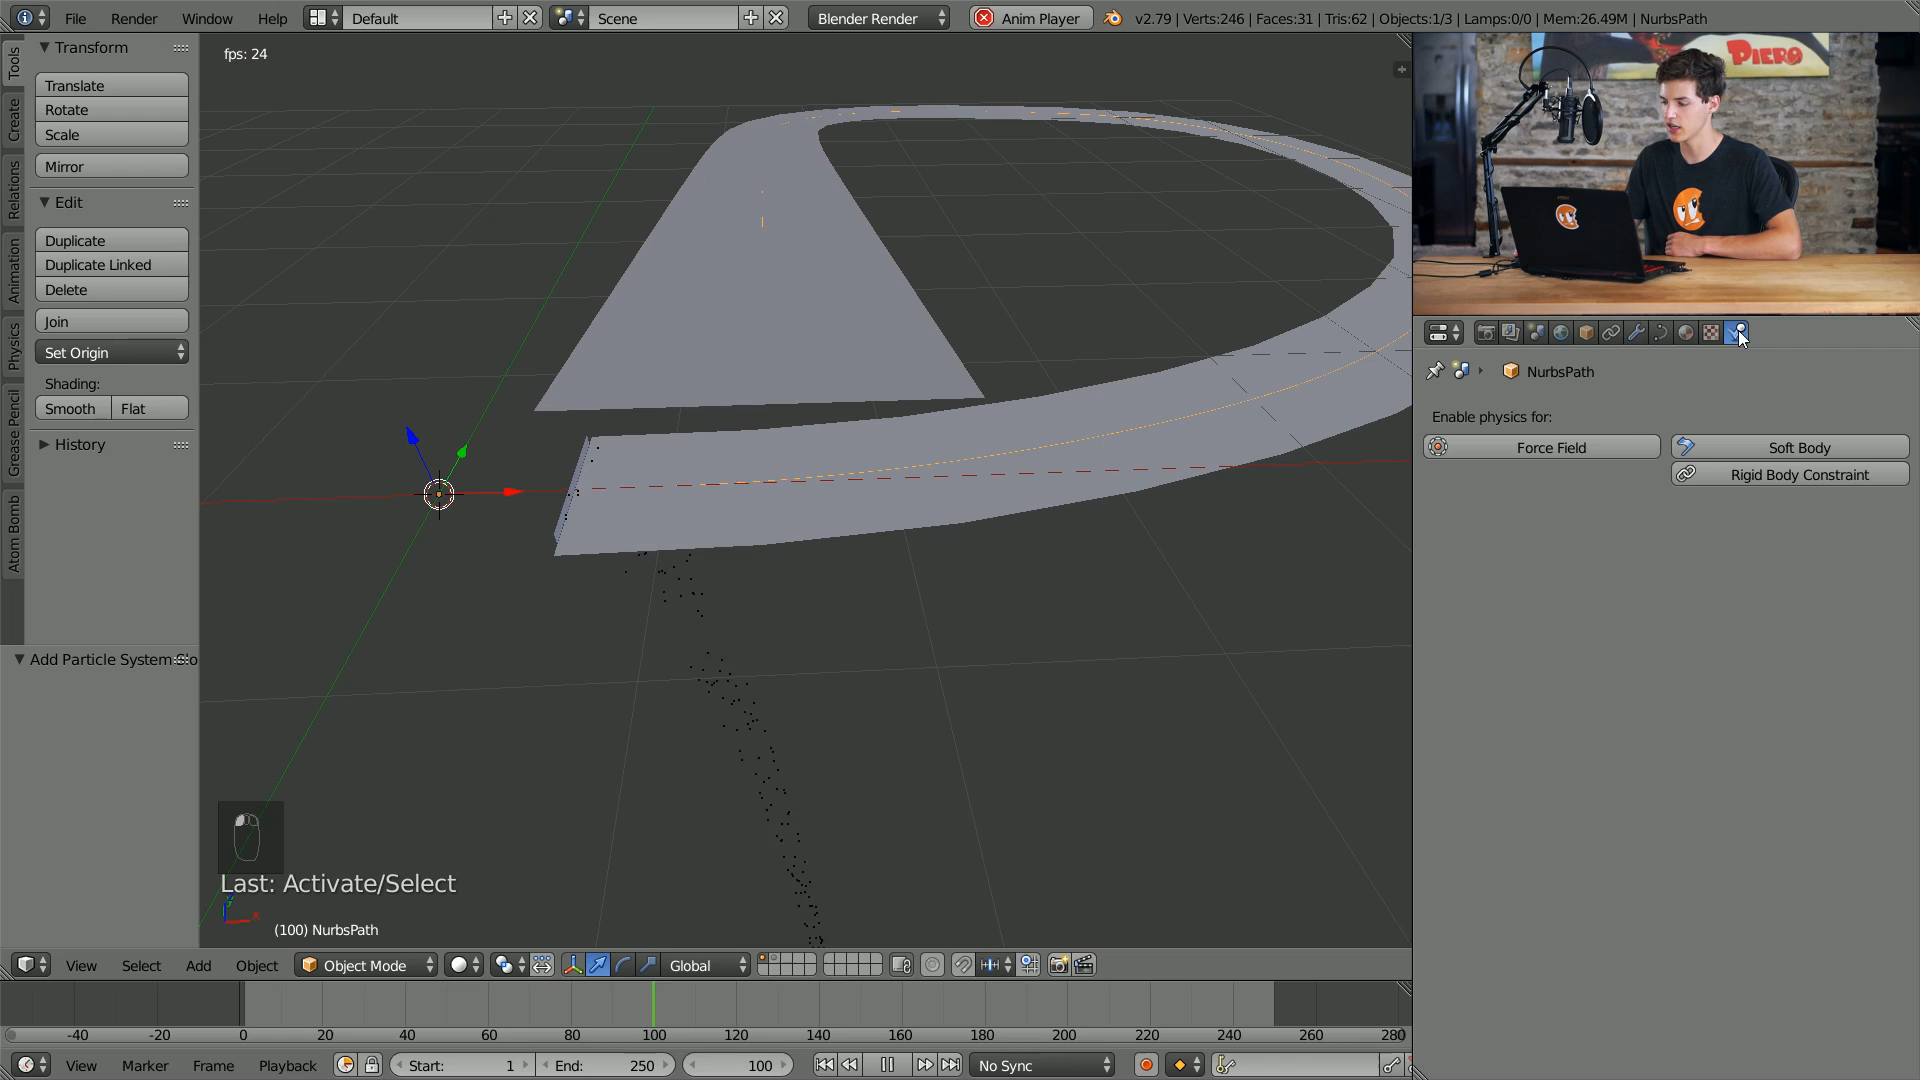 File Render Window Help Default Scene Blender Render Anim Player v2.79 | Verts:246 | Faces:31 | Tris:62 | Objects:1/3 | Lamps:0/0 | Mem:26.49M | NurbsPath
Tools
Create
Relations
Animation
Physics
Grease Pencil
Atom Bomb
Transform
Translate
Rotate
Scale
Mirror
Edit
Duplicate
Duplicate Linked
Delete
Join
Set Origin
Shading:
Smooth Flat
History
Add Particle System
fps: 24
PIERO
NurbsPath
Enable physics for:
Force Field Soft Body
Rigid Body Constraint
Last: Activate/Select
y
x
(100) NurbsPath
View Select Add Object Object Mode Global
-40 -20 0 20 40 60 80 100 120 140 160 180 200 220 240 260 280
View Marker Frame Playback Start: 1 End: 250 100 No Sync